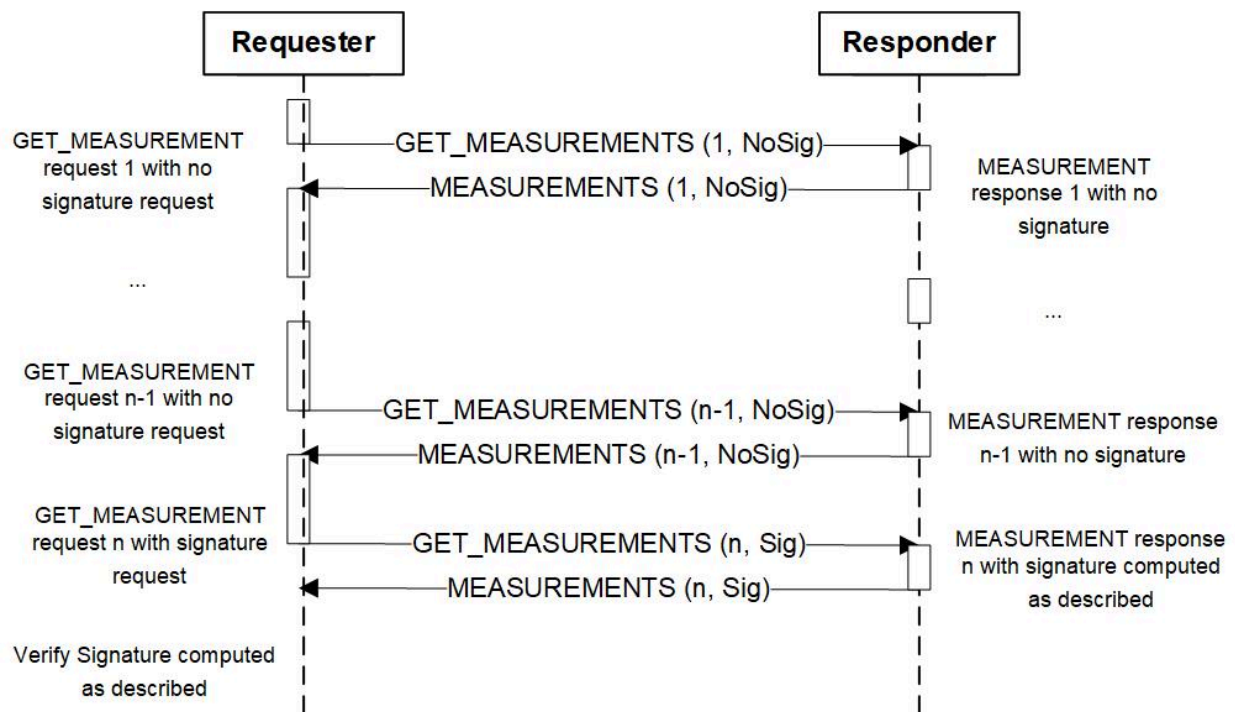 Requester
Responder
GET_MEASUREMENT
request 1 with no
signature request
GET_MEASUREMENTS (1, NoSig)
MEASUREMENTS (1, NoSig)
MEASUREMENT
response 1 with no
signature
...
...
GET_MEASUREMENT
request n-1 with no
signature request
GET_MEASUREMENTS (n-1, NoSig)
MEASUREMENTS (n-1, NoSig)
MEASUREMENT response
n-1 with no signature
GET_MEASUREMENT
request n with signature
request
GET_MEASUREMENTS (n, Sig)
MEASUREMENTS (n, Sig)
MEASUREMENT response
n with signature computed
as described
Verify Signature computed
as described